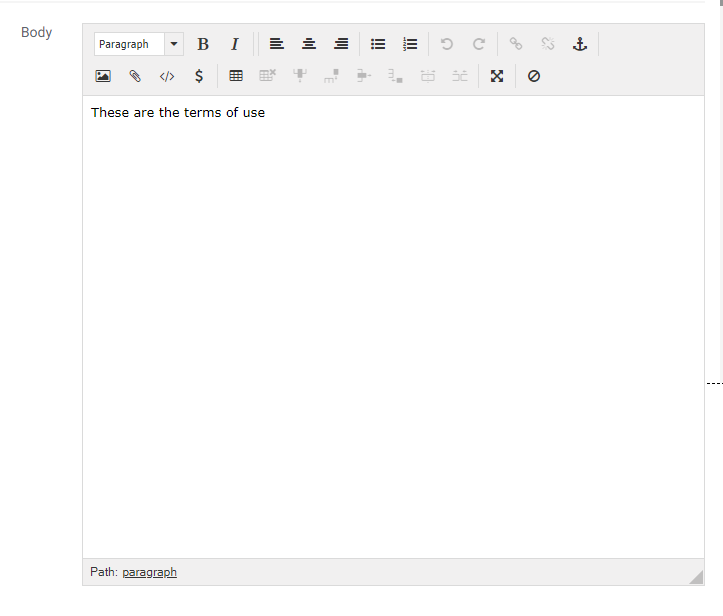 Body
Paragraph B I
</> $
These are the terms of use
Path: paragraph